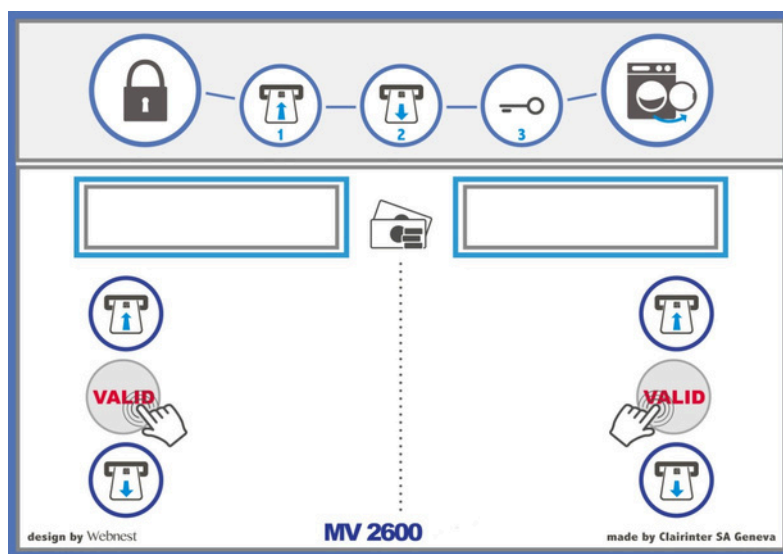 1 2 3
VALID VALID
design by Webnest MV 2600 made by Clairinter SA Geneva